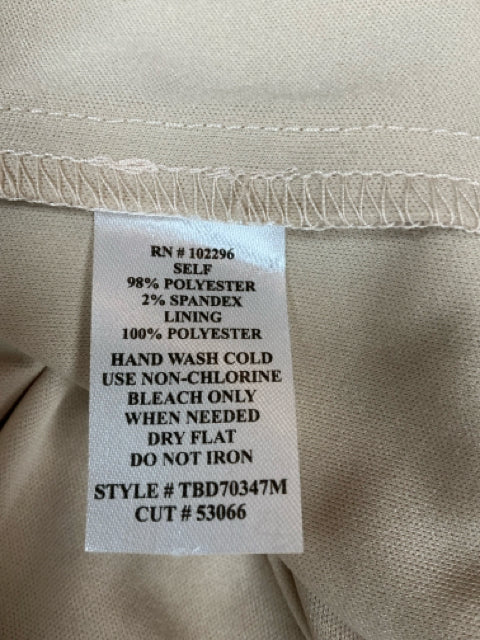 RN # 102296
SELF
98% POLYESTER
2% SPANDEX
LINING
100% POLYESTER
HAND WASH COLD
USE NON-CHLORINE
BLEACH ONLY
WHEN NEEDED
DRY FLAT
DO NOT IRON
STYLE # TBD70347M
CUT # 53066